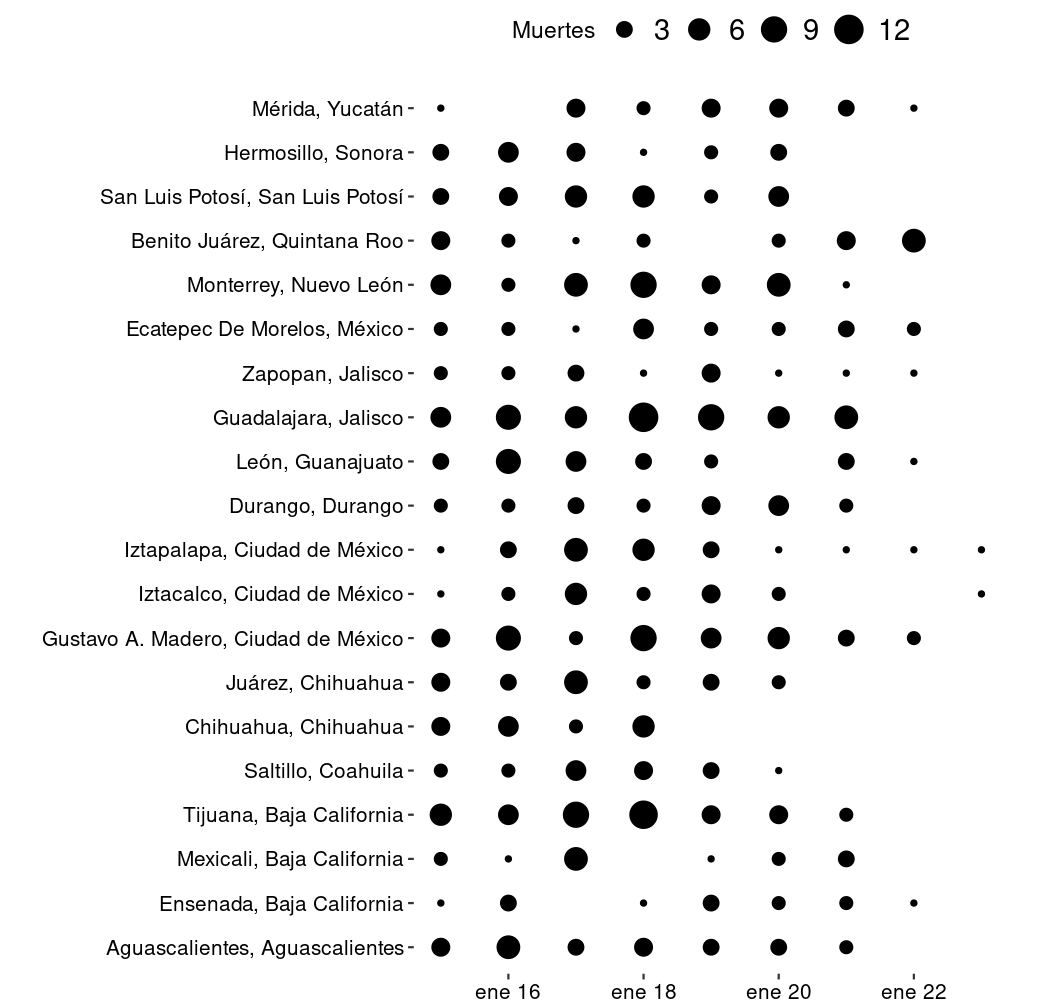 Muertes 3 6 9 12
Mérida, Yucatán
Hermosillo, Sonora
San Luis Potosí, San Luis Potosí
Benito Juárez, Quintana Roo
Monterrey, Nuevo León
Ecatepec De Morelos, México
Zapopan, Jalisco
Guadalajara, Jalisco
León, Guanajuato
Durango, Durango
Iztapalapa, Ciudad de México
Iztacalco, Ciudad de México
Gustavo A. Madero, Ciudad de México
Juárez, Chihuahua
Chihuahua, Chihuahua
Saltillo, Coahuila
Tijuana, Baja California
Mexicali, Baja California
Ensenada, Baja California
Aguascalientes, Aguascalientes
ene 16 ene 18 ene 20 ene 22